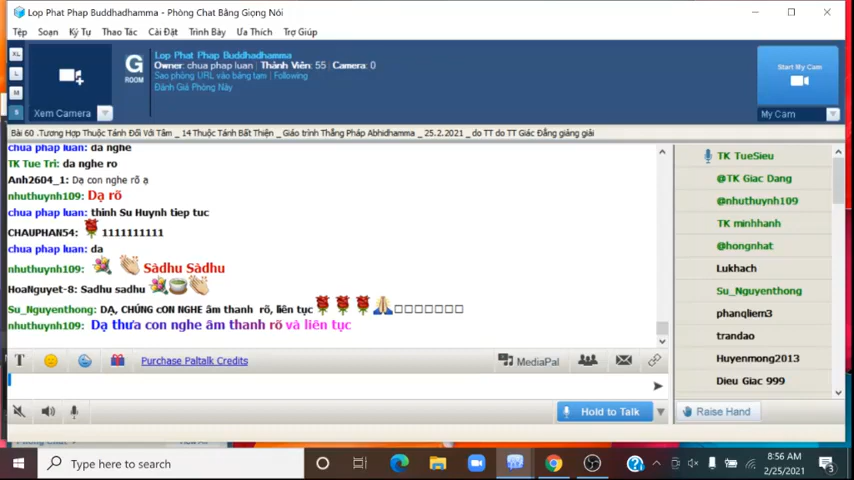 Lop Phat Phap Buddhadhamma - Phòng Chat Bằng Giọng Nói
Tệp Soạn Ký Tự Thao Tác Cài Đặt Trình Bày Ưa Thích Trợ Giúp
XL
L
M
S
Xem Camera
G
ROOM
Lop Phat Phap Buddhadhamma
Owner: chua phap luan | Thành Viên: 55 | Camera: 0
Sao phòng URL vào bảng tạm | Following
Đánh Giá Phòng Này
Start My Cam
My Cam
Bài 60 .Tương Hợp Thuộc Tánh Đối Với Tâm _ 14 Thuộc Tánh Bất Thiện _ Giáo trình Thắng Pháp Abhidhamma _ 25.2.2021 _ do TT do TT Giác Đẳng giảng giải
chua phap luan: da nghe
TK Tue Tri: da nghe ro
Anh2604_1: Dạ con nghe rõ ạ
nhuthuynh109: Dạ rõ
chua phap luan: thinh Su Huynh tiep tuc
CHAUPHAN54: 1111111111
chua phap luan: da
nhuthuynh109: Sàdhu Sàdhu
HoaNguyet-8: Sadhu sadhu
Su_Nguyenthong: DẠ, CHÚNG cON NGHE âm thanh rõ, liên tục
nhuthuynh109: Dạ thưa con nghe âm thanh rõ và liên tục
TK TueSieu
@TK Giac Dang
@nhuthuynh109
TK minhhanh
@hongnhat
Lukhach
Su_Nguyenthong
phanqliem3
trandao
Huyenmong2013
Dieu Giac 999
T Purchase Paltalk Credits MediaPal
Hold to Talk
Raise Hand
Type here to search
8:56 AM
2/25/2021
3